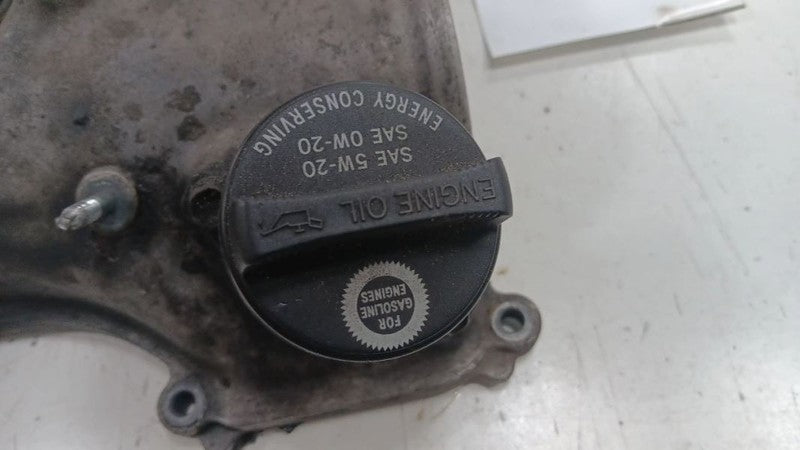 ENGINE OIL
SAE 0W-20
SAE 5W-20
ENERGY CONSERVING
FOR
GASOLINE
ENGINES